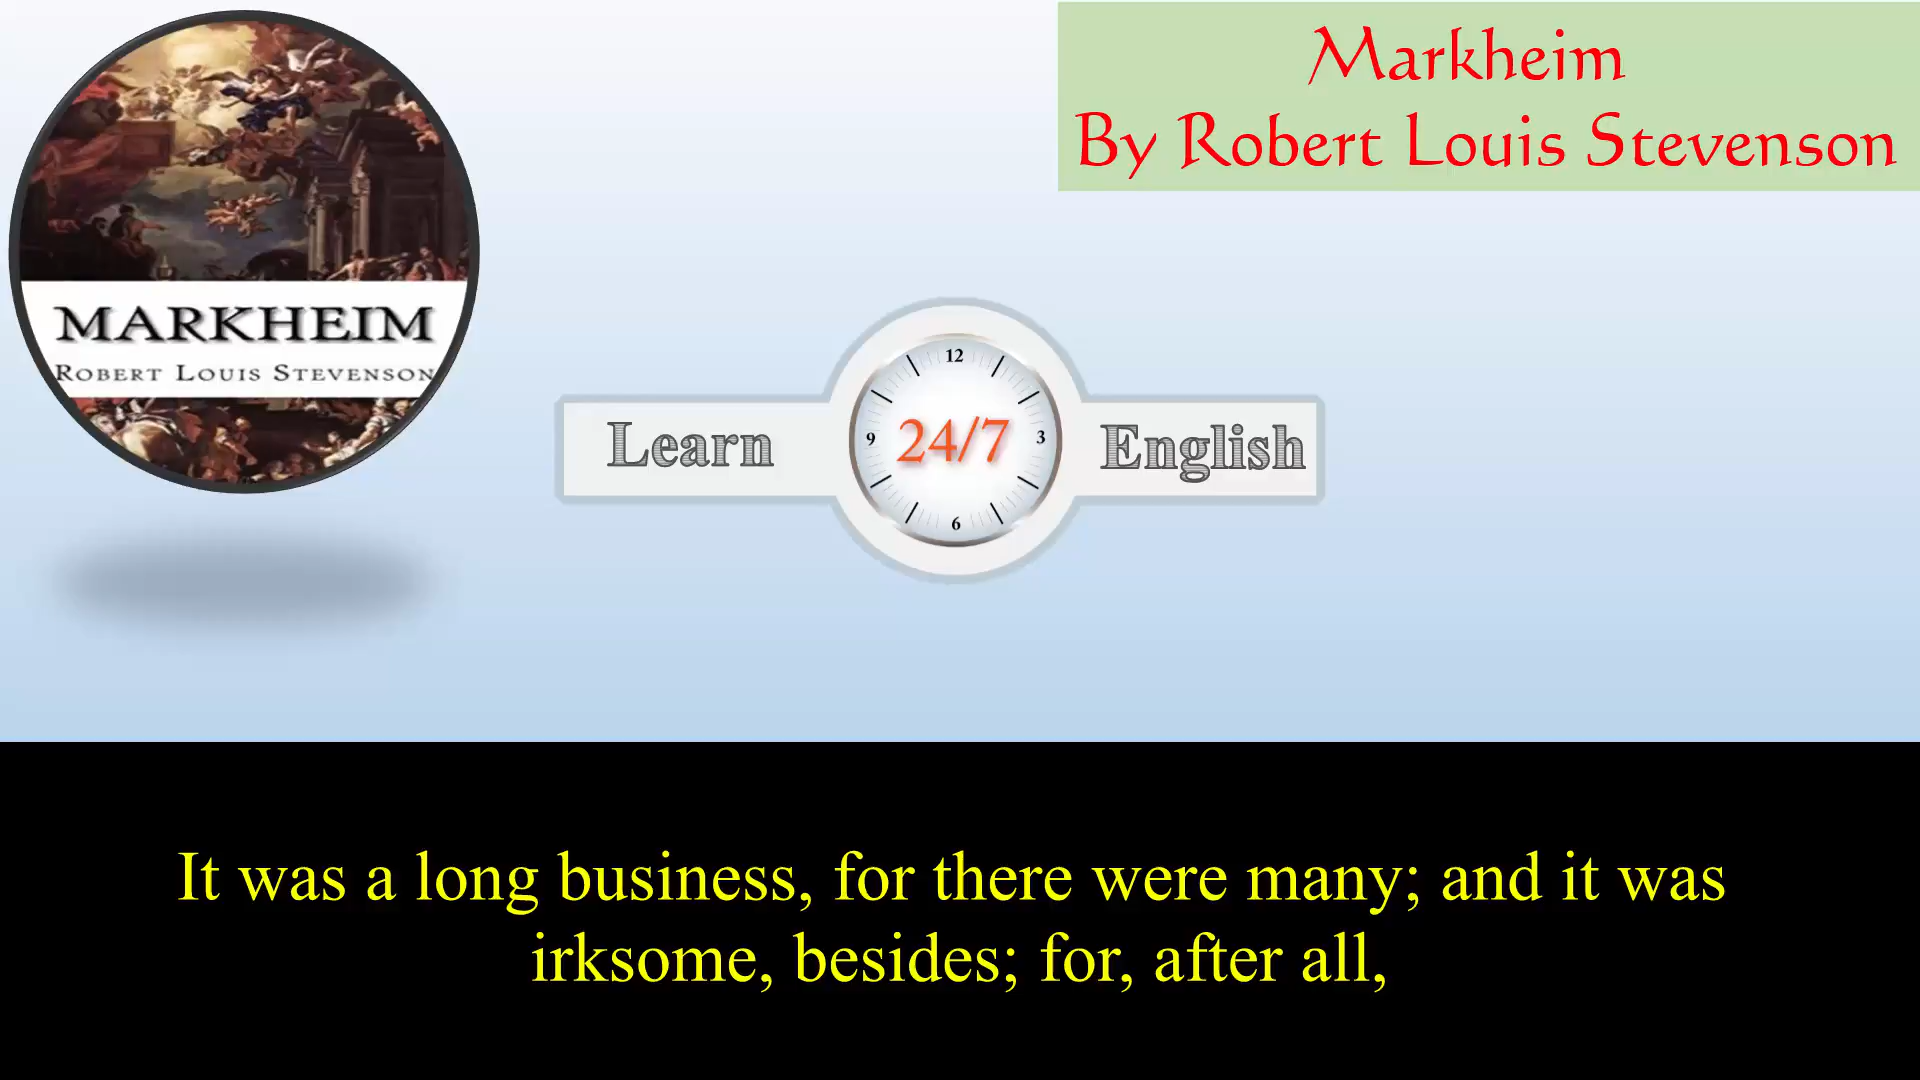 Markheim
By Robert Louis Stevenson
MARKHEIM
ROBERT LOUIS STEVENSON
Learn
24/7
English
12
3
6
9
It was a long business, for there were many; and it was
irksome, besides; for, after all,